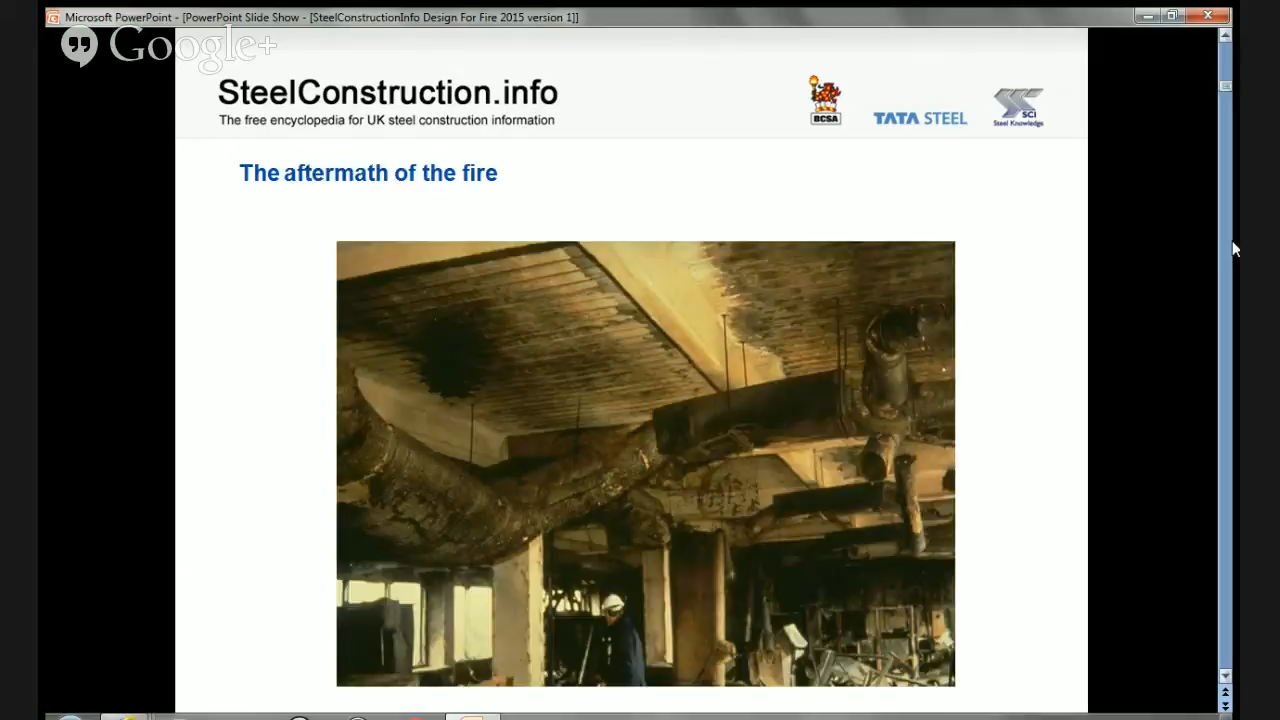 Microsoft PowerPoint - [PowerPoint Slide Show - [SteelConstructionInfo Design For Fire 2015 version 1]]
Google+
SteelConstruction.info
The free encyclopedia for UK steel construction information
BCSA
TATA STEEL
SCI
Steel Knowledge
The aftermath of the fire